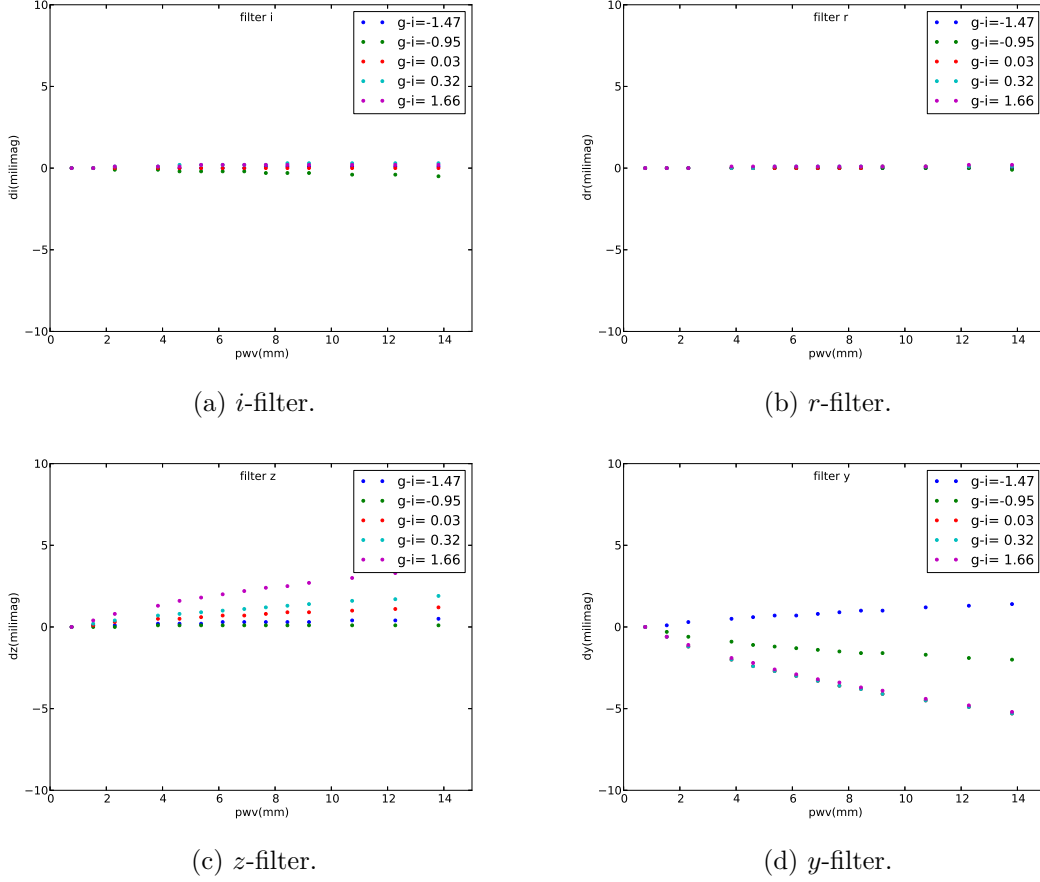 filter i
10
5
0
−5
−10
di(milimag)
0 2 4 6 8 10 12 14
pwv(mm)
g-i=-1.47
g-i=-0.95
g-i= 0.03
g-i= 0.32
g-i= 1.66
(a) i-filter.
filter r
10
5
0
−5
−10
dr(milimag)
0 2 4 6 8 10 12 14
pwv(mm)
g-i=-1.47
g-i=-0.95
g-i= 0.03
g-i= 0.32
g-i= 1.66
(b) r-filter.
filter z
10
5
0
−5
−10
dz(milimag)
0 2 4 6 8 10 12 14
pwv(mm)
g-i=-1.47
g-i=-0.95
g-i= 0.03
g-i= 0.32
g-i= 1.66
(c) z-filter.
filter y
10
5
0
−5
−10
dy(milimag)
0 2 4 6 8 10 12 14
pwv(mm)
g-i=-1.47
g-i=-0.95
g-i= 0.03
g-i= 0.32
g-i= 1.66
(d) y-filter.